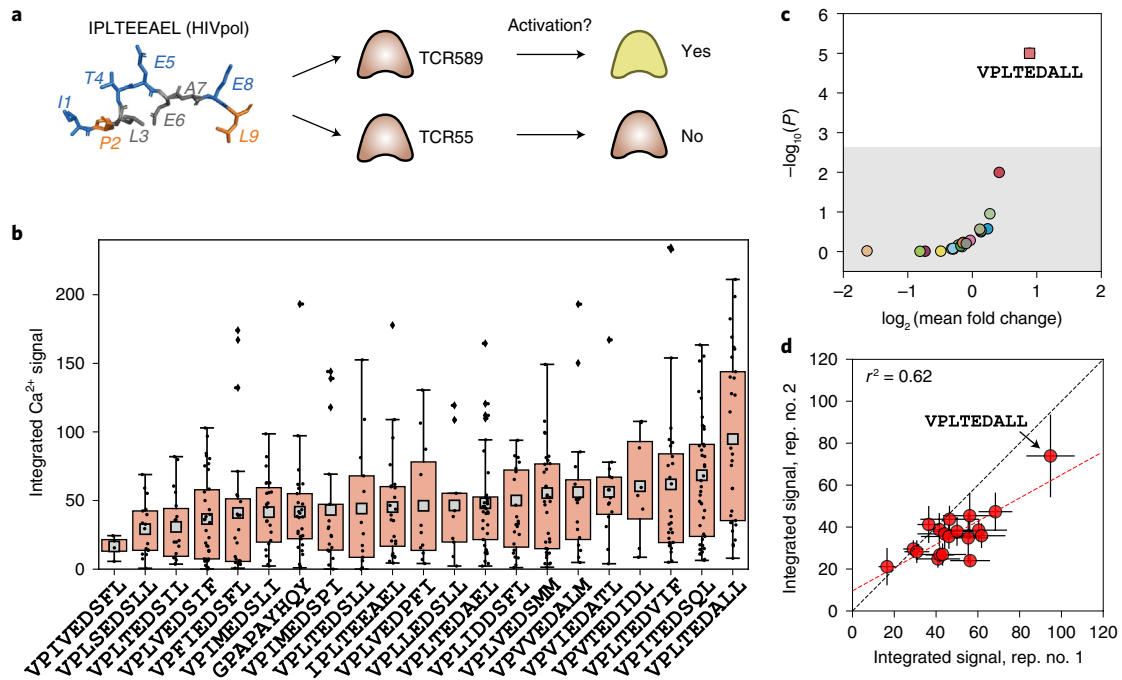 a
IPLTEEAEL (HIVpol)
I1
P2
L3
T4
E5
E6
A7
E8
L9
TCR589
TCR55
Activation?
Yes
No
b
Integrated Ca²⁺ signal
200
150
100
50
0
VPIVEDSFL
VPLSEDSLL
VPLTEDSIL
VPLVEDSIF
VPFIEDSFL
VPIMEDSLI
GPAPAYHQY
VPIMEDSPI
VPLTEDSLL
IPLTEEAEL
VPLVEDPFI
VPLLEDSLL
VPLTEDAEL
VPLIDDSFL
VPLVEDSMM
VPVVEDALM
VPVIEDATL
VPVTEDLIDL
VPLTEDVIF
VPIITEDSQL
VPLTEDALL
c
–log₁₀(P)
6
5
4
3
2
1
0
VPLTEDALL
–2
–1
0
1
2
log₂(mean fold change)
d
Integrated signal, rep. no. 2
120
100
80
60
40
20
0
r² = 0.62
VPLTEDALL
0
20
40
60
80
100
120
Integrated signal, rep. no. 1